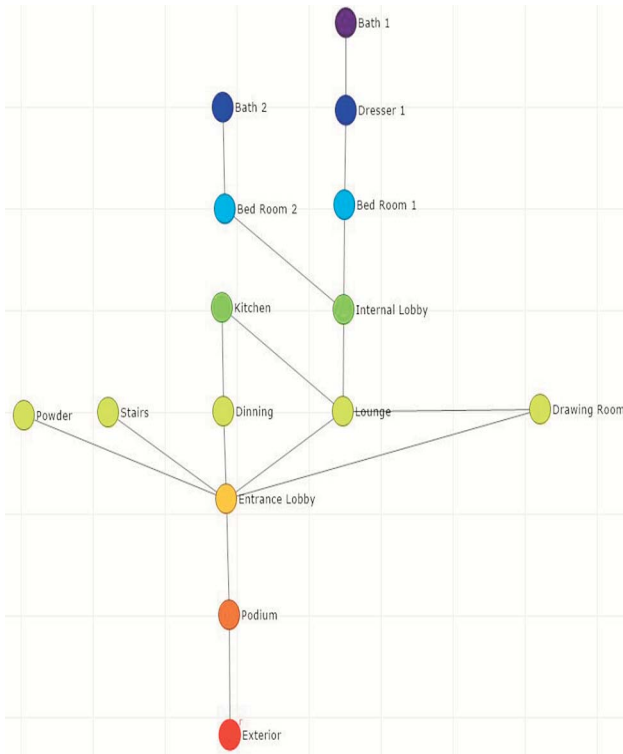 Bath 1
Bath 2
Dresser 1
Bed Room 2
Bed Room 1
Kitchen
Internal Lobby
Powder
Stairs
Dinning
Lounge
Drawing Room
Entrance Lobby
Podium
Exterior